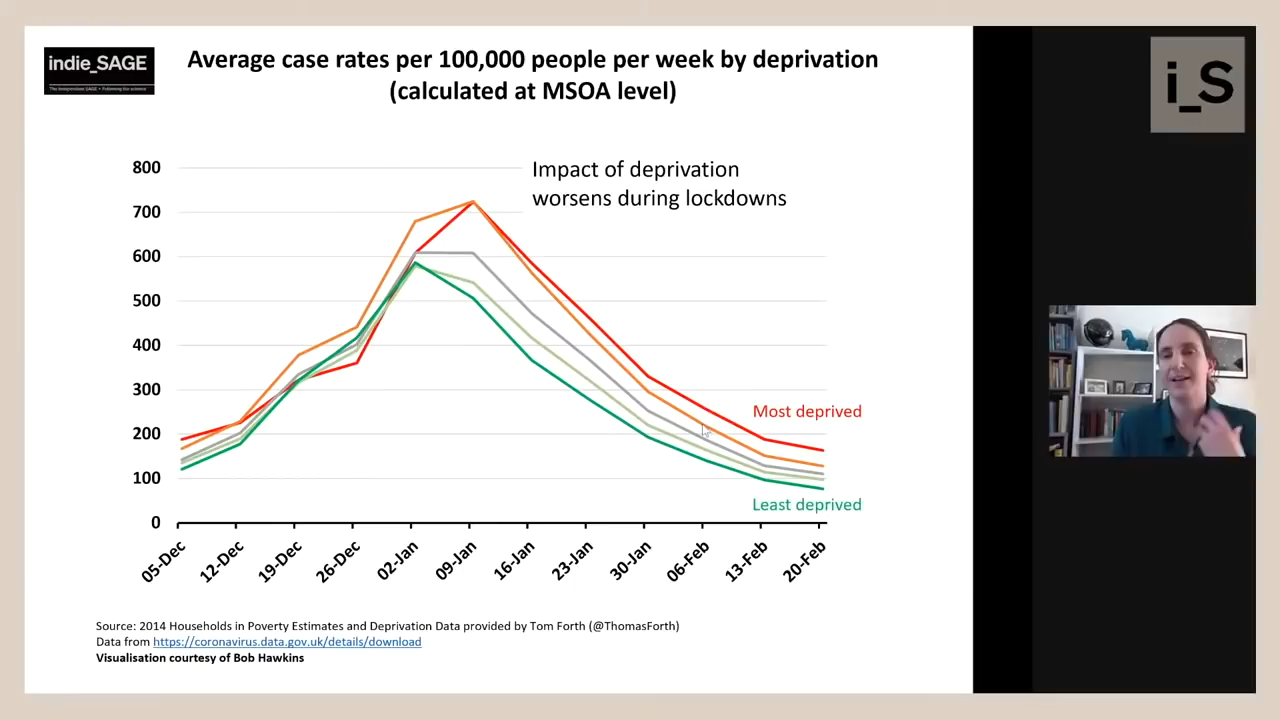 indie_SAGE
The Independent SAGE • Following the science
Average case rates per 100,000 people per week by deprivation
(calculated at MSOA level)
i_S
Impact of deprivation
worsens during lockdowns
800
700
600
500
400
300
200
100
0
Most deprived
Least deprived
05-Dec
12-Dec
19-Dec
26-Dec
02-Jan
09-Jan
16-Jan
23-Jan
30-Jan
06-Feb
13-Feb
20-Feb
Source: 2014 Households in Poverty Estimates and Deprivation Data provided by Tom Forth (@ThomasForth)
Data from https://coronavirus.data.gov.uk/details/download
Visualisation courtesy of Bob Hawkins